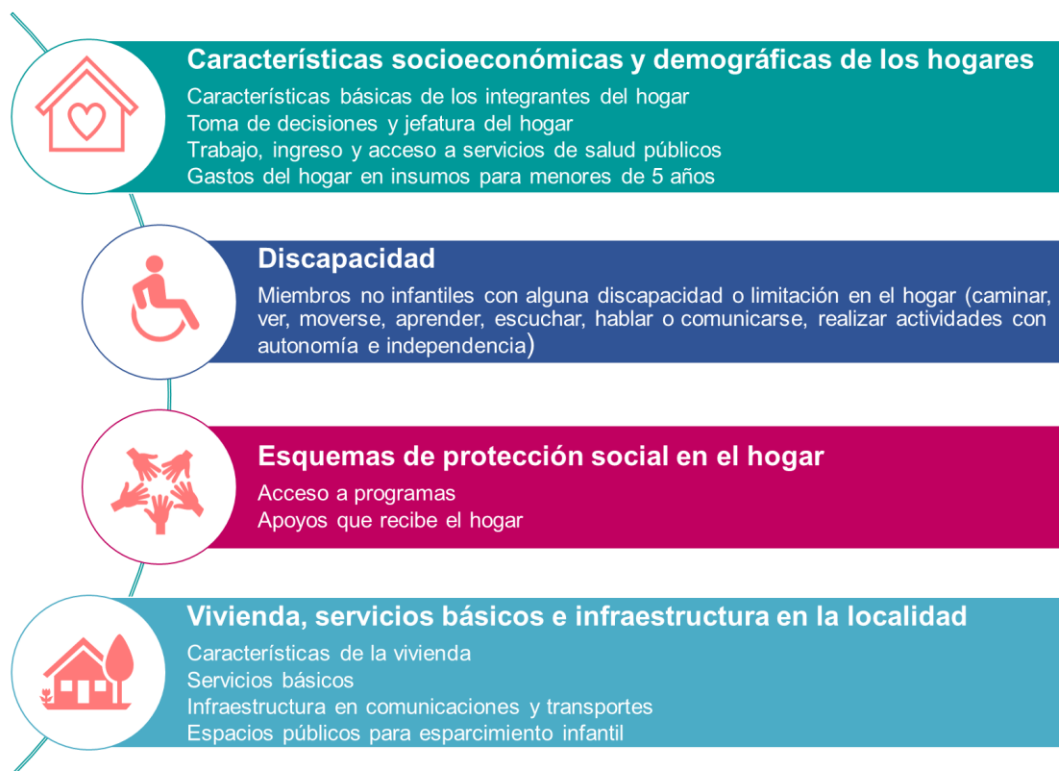 Características socioeconómicas y demográficas de los hogares
Características básicas de los integrantes del hogar
Toma de decisiones y jefatura del hogar
Trabajo, ingreso y acceso a servicios de salud públicos
Gastos del hogar en insumos para menores de 5 años
Discapacidad
Miembros no infantiles con alguna discapacidad o limitación en el hogar (caminar,
ver, moverse, aprender, escuchar, hablar o comunicarse, realizar actividades con
autonomía e independencia)
Esquemas de protección social en el hogar
Acceso a programas
Apoyos que recibe el hogar
Vivienda, servicios básicos e infraestructura en la localidad
Características de la vivienda
Servicios básicos
Infraestructura en comunicaciones y transportes
Espacios públicos para esparcimiento infantil